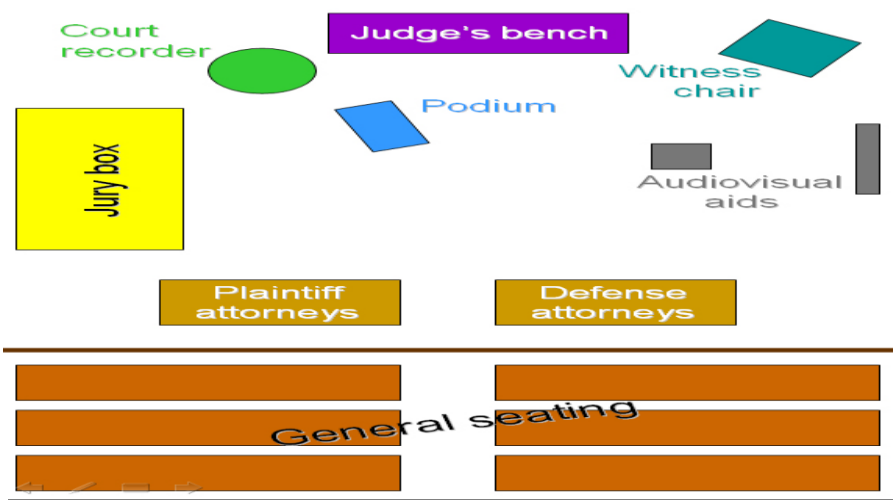 Court
recorder
Judge's bench
Witness
chair
Podium
Jury box
Audiovisual
aids
Plaintiff
attorneys
Defense
attorneys
General seating